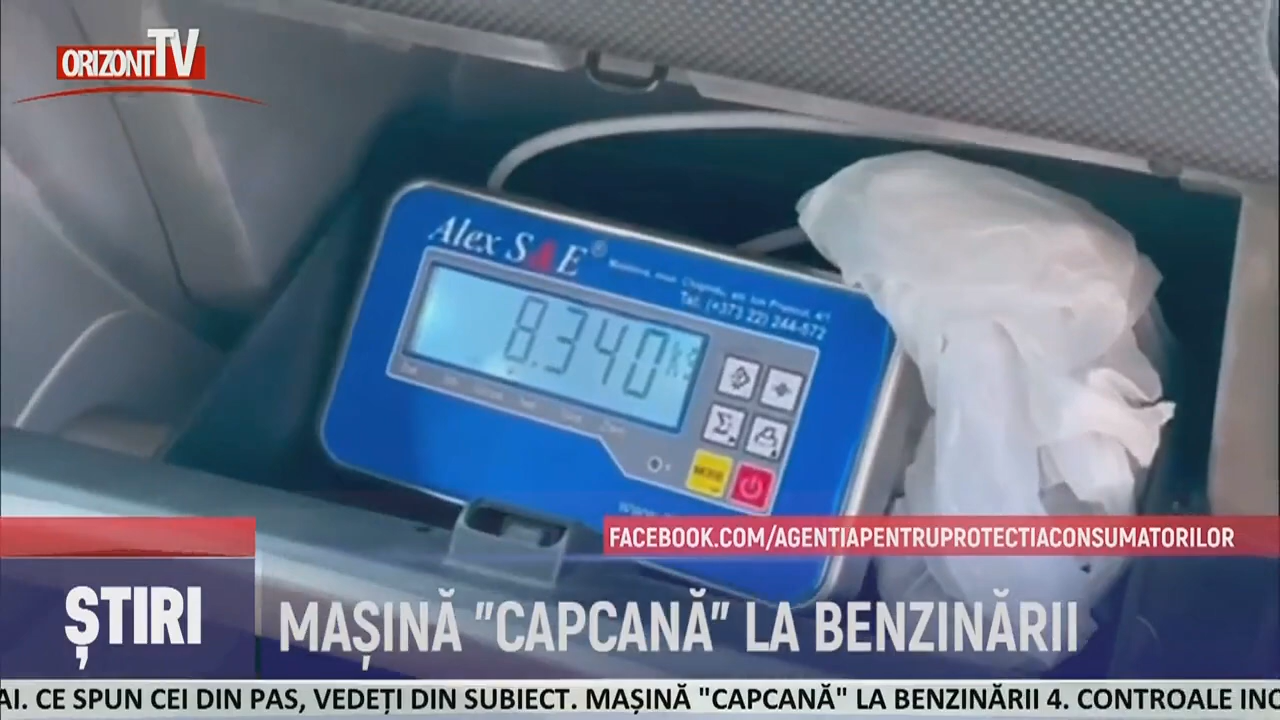 ORIZONT TV
Alex S&E®
Tel: (+373 22) 244-572
8.340 kg
MODE
FACEBOOK.COM/AGENTIAPENTRUPROTECTIACONSUMATORILOR
ȘTIRI
MAȘINĂ "CAPCANĂ" LA BENZINĂRII
AI. CE SPUN CEI DIN PAS, VEDEȚI DIN SUBIECT. MAȘINĂ "CAPCANĂ" LA BENZINĂRII 4. CONTROALE INC